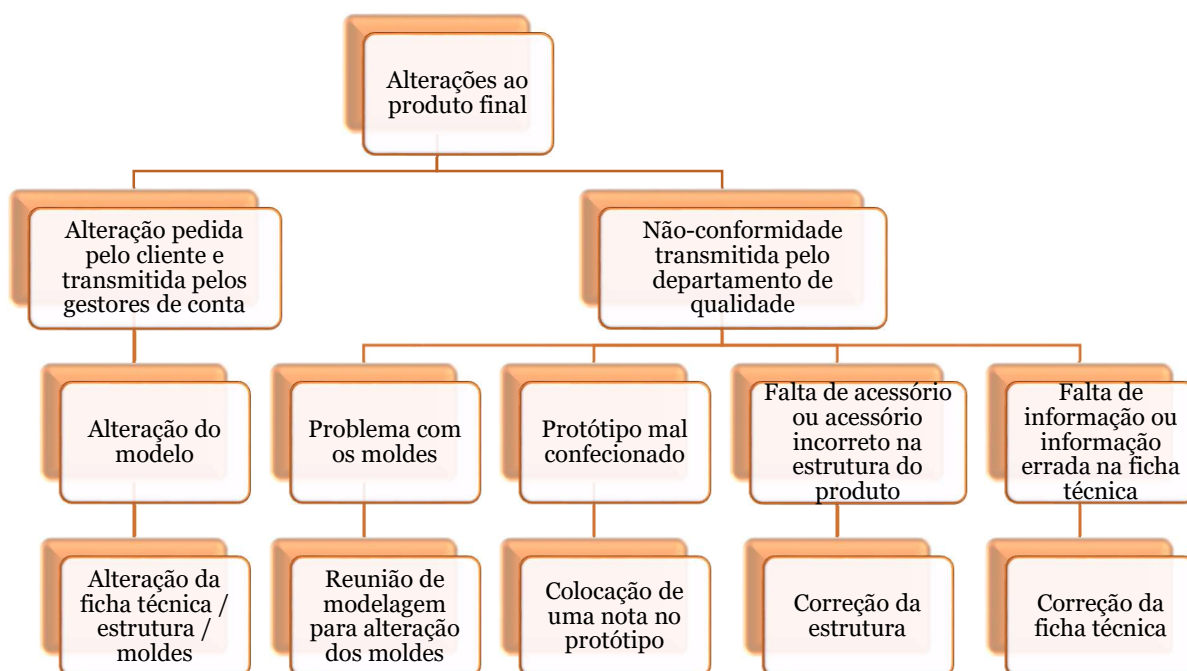 Alterações ao
produto final
Alteração pedida
pelo cliente e
transmitida pelos
gestores de conta
Não-conformidade
transmitida pelo
departamento de
qualidade
Alteração do
modelo
Problema com
os moldes
Protótipo mal
confecionado
Falta de acessório
ou acessório
incorreto na
estrutura do
produto
Falta de
informação ou
informação
errada na ficha
técnica
Alteração da
ficha técnica /
estrutura /
moldes
Reunião de
modelagem
para alteração
dos moldes
Colocação de
uma nota no
protótipo
Correção da
estrutura
Correção da
ficha técnica